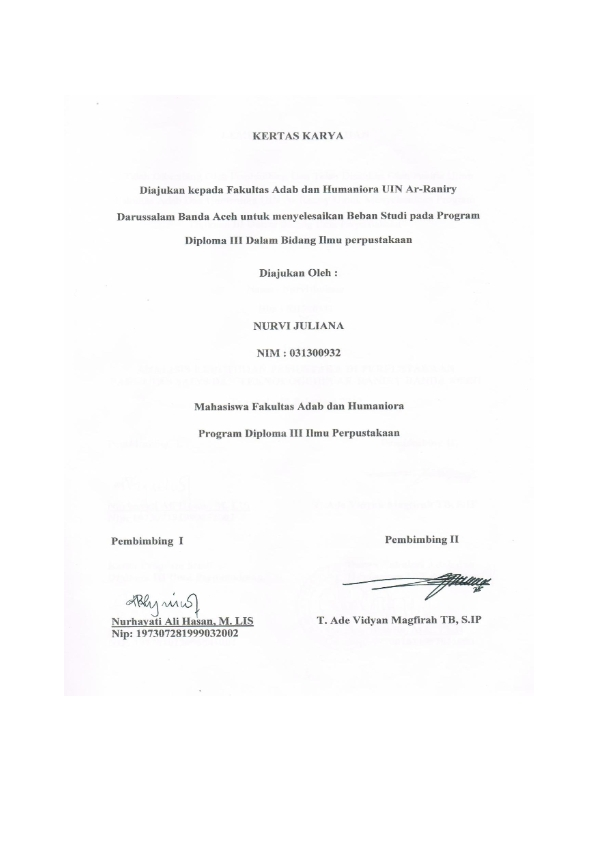 KERTAS KARYA
Diajukan kepada Fakultas Adab dan Humaniora UIN Ar-Raniry
Darussalam Banda Aceh untuk menyelesaikan Beban Studi pada Program
Diploma III Dalam Bidang Ilmu perpustakaan
Diajukan Oleh :
NURVI JULIANA
NIM : 031300932
Mahasiswa Fakultas Adab dan Humaniora
Program Diploma III Ilmu Perpustakaan
Pembimbing I
Pembimbing II
Nurhayati Ali Hasan, M. LIS
Nip: 197307281999032002
T. Ade Vidyan Magfirah TB, S.IP